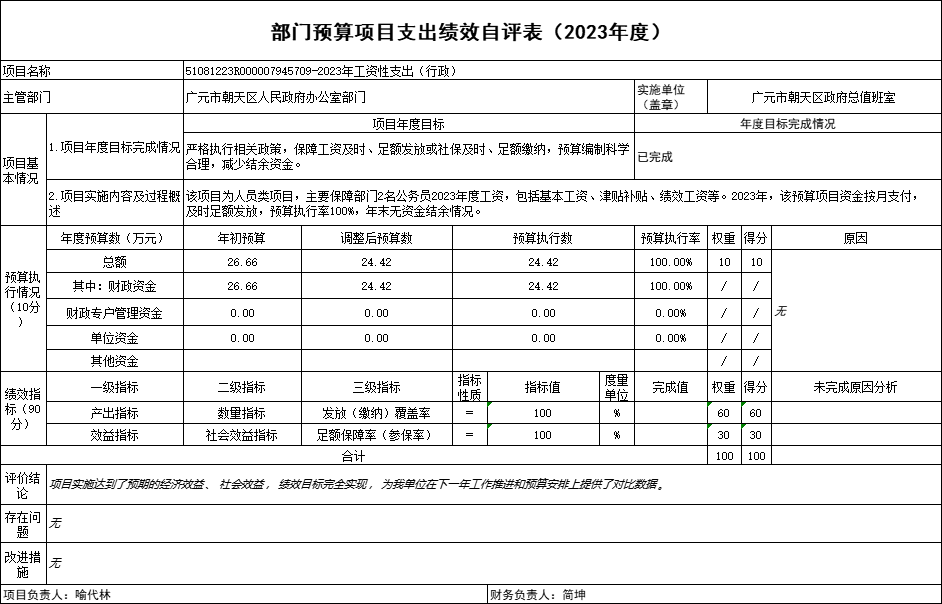 部门预算项目支出绩效自评表（2023年度）
项目名称 51081223R000007945709-2023年工资性支出（行政）
主管部门 广元市朝天区人民政府办公室部门 实施单位（盖章） 广元市朝天区政府总值班室
项目基本情况 1.项目年度目标完成情况 项目年度目标 年度目标完成情况
严格执行相关政策，保障工资及时、足额发放或社保及时、足额缴纳，预算编制科学
合理，减少结余资金。
已完成
2.项目实施内容及过程概述
该项目为人员类项目，主要保障部门2名公务员2023年度工资，包括基本工资、津贴补贴、绩效工资等。2023年，该预算项目资金按月支付，
及时足额发放，预算执行率100%，年末无资金结余情况。
预算执行情况（10分）
年度预算数（万元） 年初预算 调整后预算数 预算执行数 预算执行率 权重 得分 原因
总额 26.66 24.42 24.42 100.00% 10 10 无
其中：财政资金 26.66 24.42 24.42 100.00% / /
财政专户管理资金 0.00 0.00 0.00 0.00% / /
单位资金 0.00 0.00 0.00 0.00% / /
其他资金 / /
绩效指标（90分）
一级指标 二级指标 三级指标 指标性质 指标值 度量单位 完成值 权重 得分 未完成原因分析
产出指标 数量指标 发放（缴纳）覆盖率 = 100 % 60 60
效益指标 社会效益指标 足额保障率（参保率） = 100 % 30 30
合计 100 100
评价结论 项目实施达到了预期的经济效益、社会效益，绩效目标完全实现，为我单位在下一年工作推进和预算安排上提供了对比数据。
存在问题 无
改进措施 无
项目负责人：喻代林 财务负责人：简坤